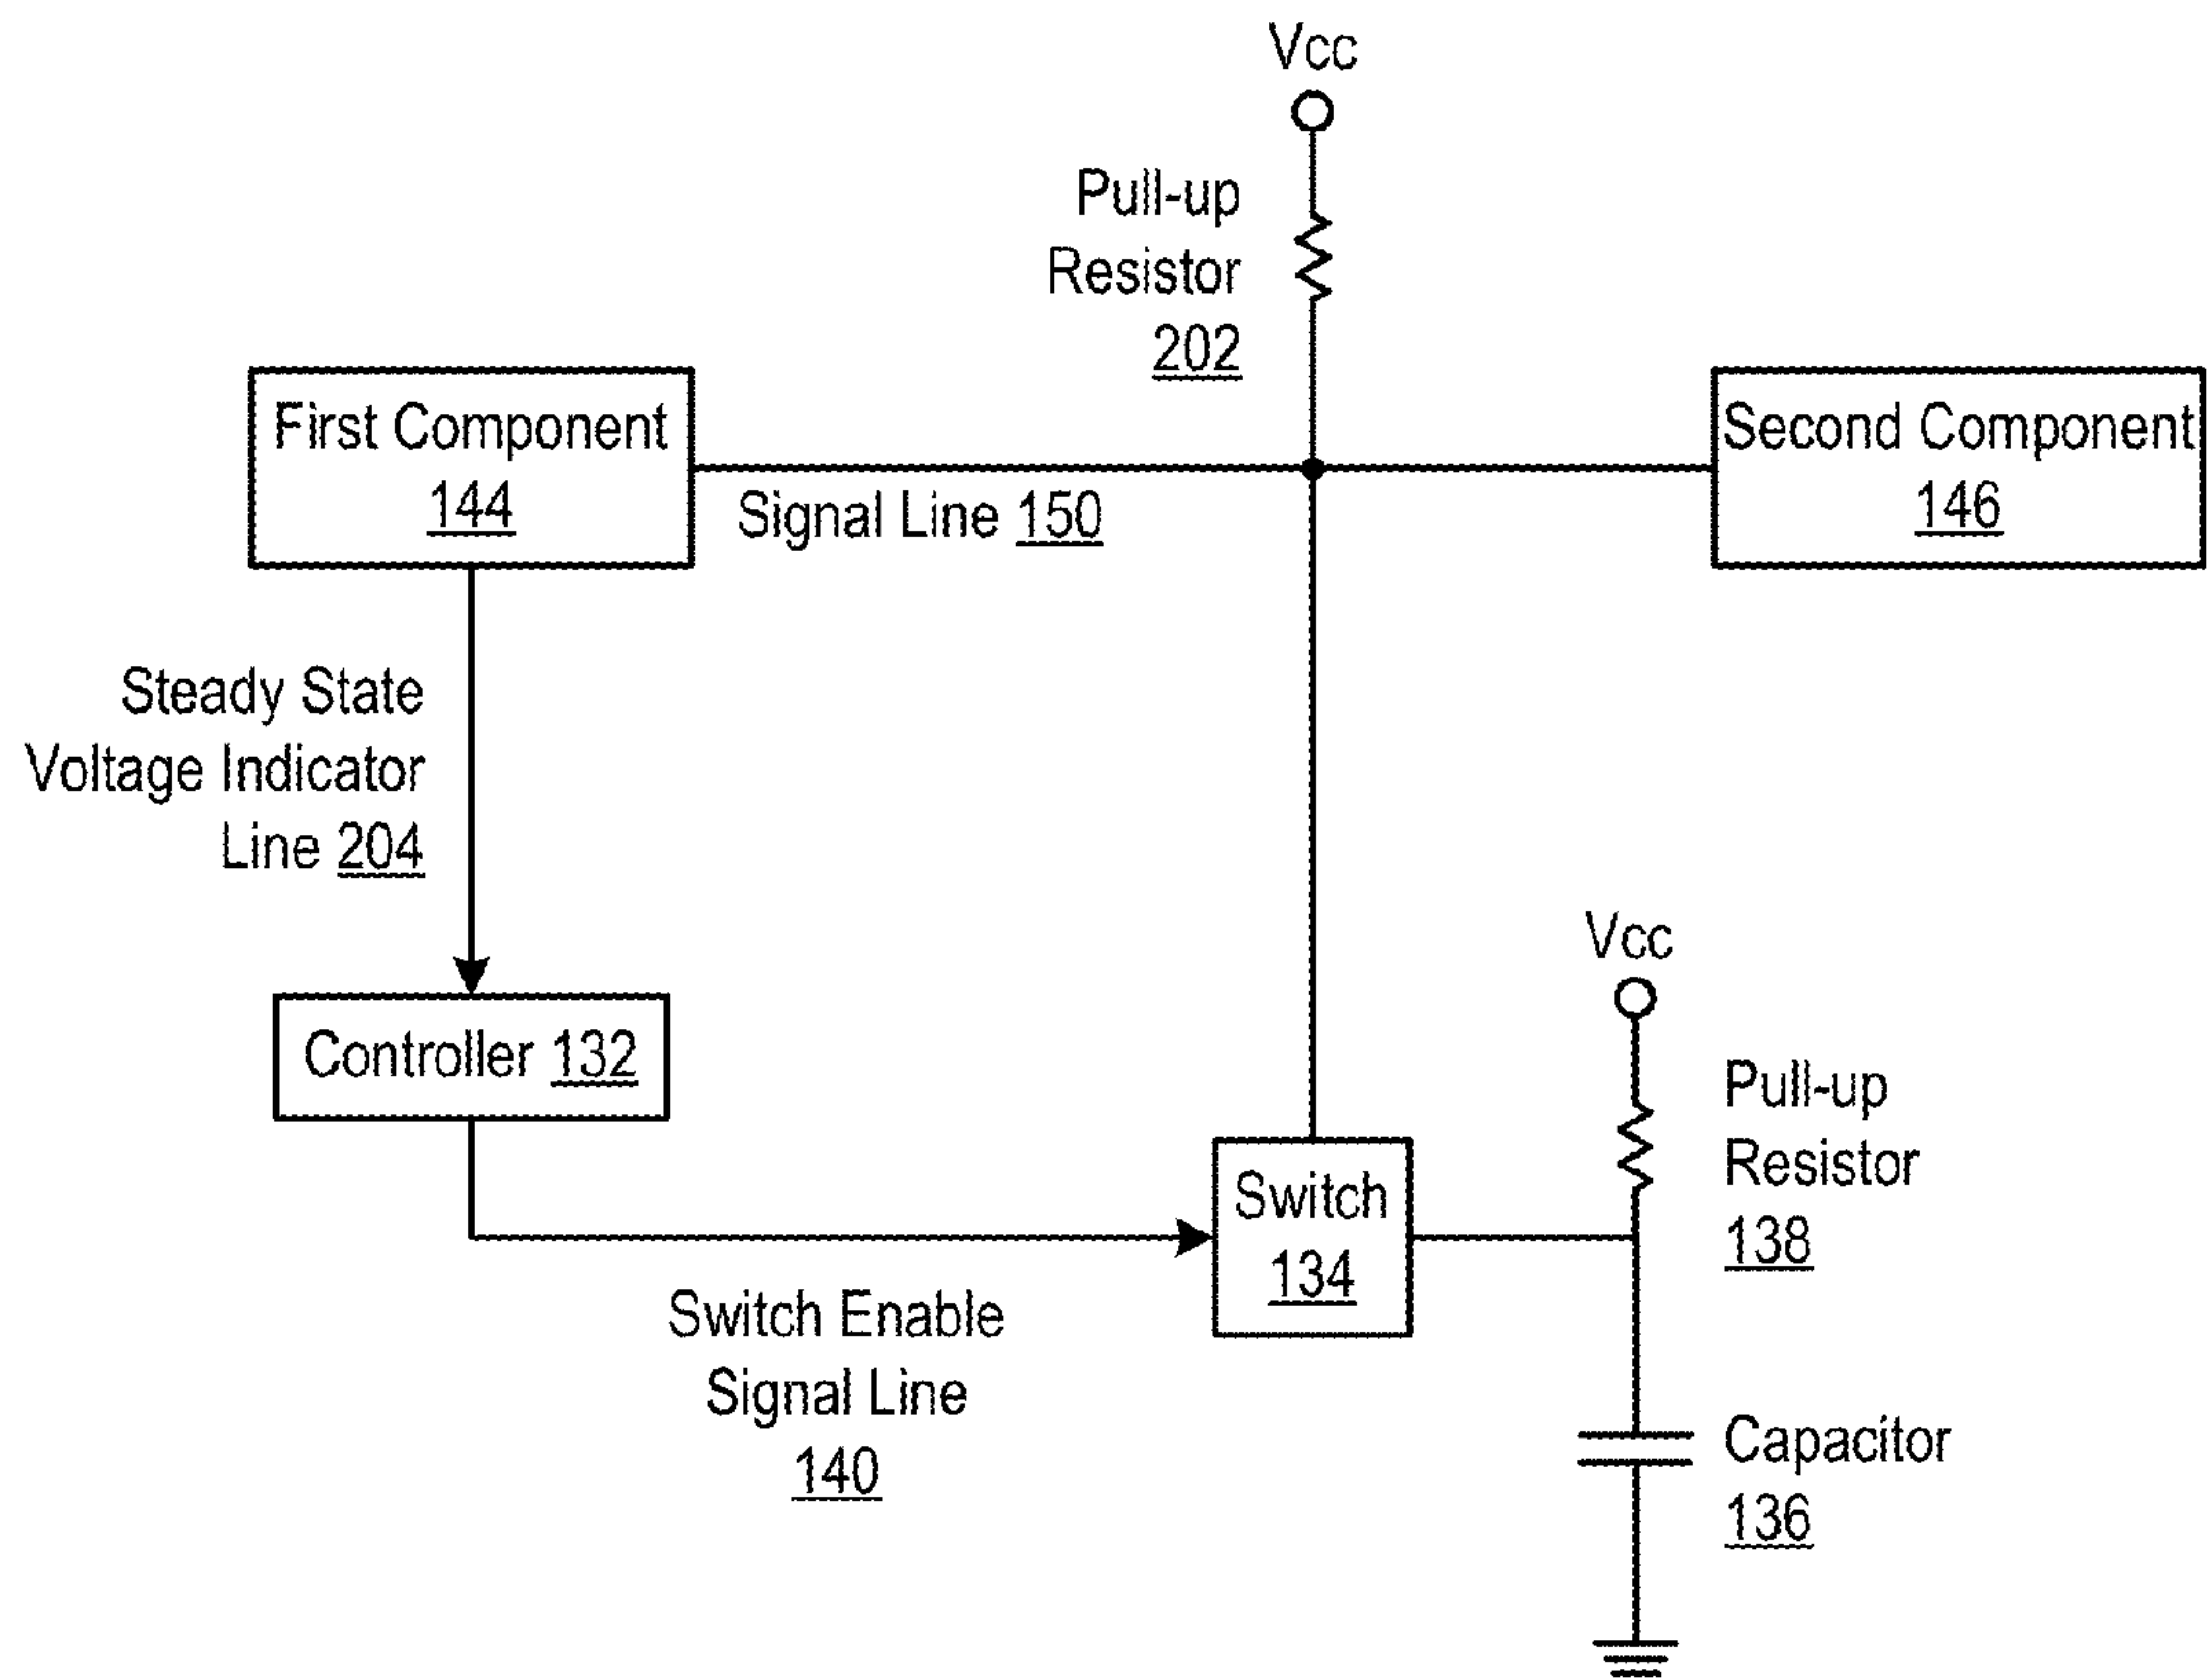 Vcc
Pull-up
Resistor
202
First Component
144
Signal Line 150
Second Component
146
Steady State
Voltage Indicator
Line 204
Controller 132
Vcc
Pull-up
Resistor
138
Switch
134
Switch Enable
Signal Line
140
Capacitor
136